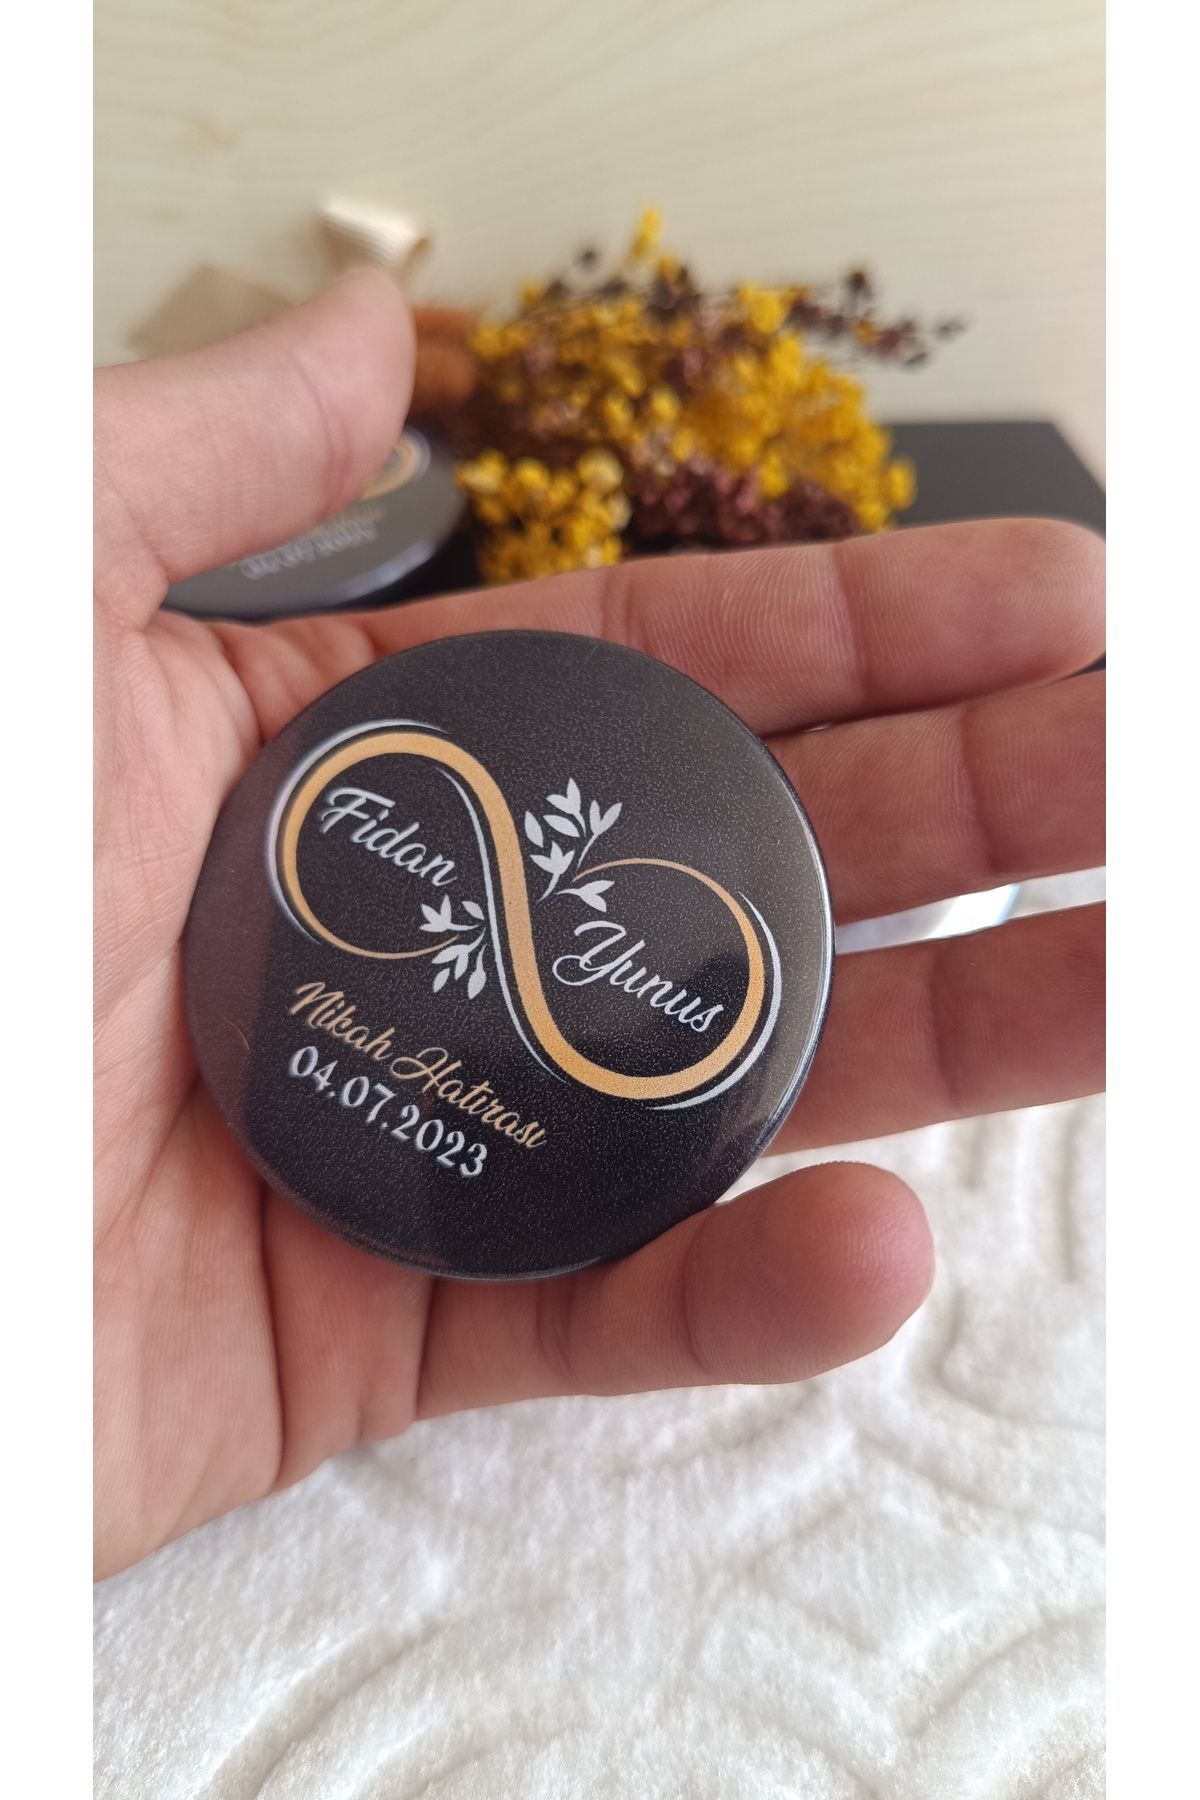 Fidan
Yunus
Nikah Hatırası
04.07.2023